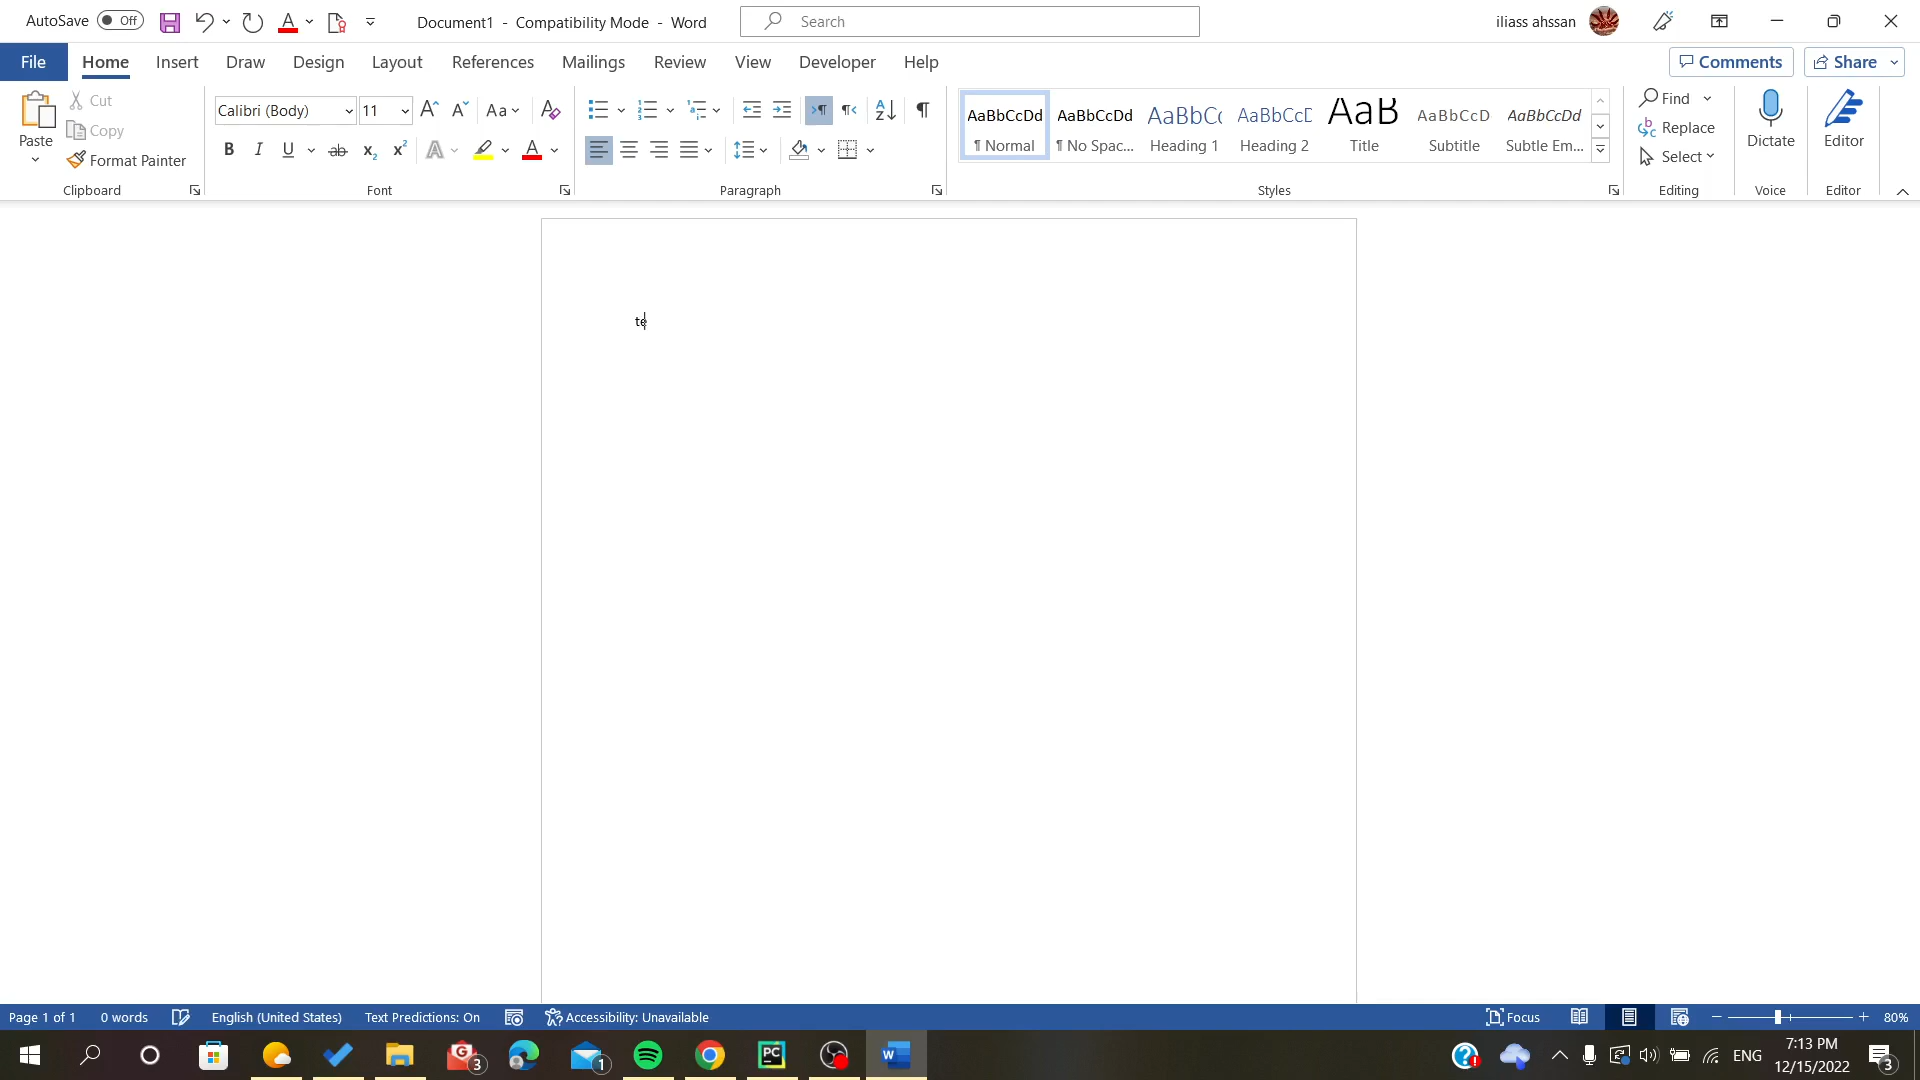 AutoSave Off Document1 - Compatibility Mode - Word Search iliass ahssan
File Home Insert Draw Design Layout References Mailings Review View Developer Help Comments Share
Paste
Cut
Copy
Format Painter
Clipboard
Calibri (Body) 11
Font
Paragraph
AaBbCcDd AaBbCcDd AaBbC AaBbCcE AaB AaBbCcD AaBbCcDd
¶ Normal ¶ No Spac... Heading 1 Heading 2 Title Subtitle Subtle Em...
Styles
Find
Replace
Select
Editing
Dictate
Voice
Editor
Editor
te
Page 1 of 1 0 words English (United States) Text Predictions: On Accessibility: Unavailable Focus 80%
3 1 ENG 7:13 PM
12/15/2022 3